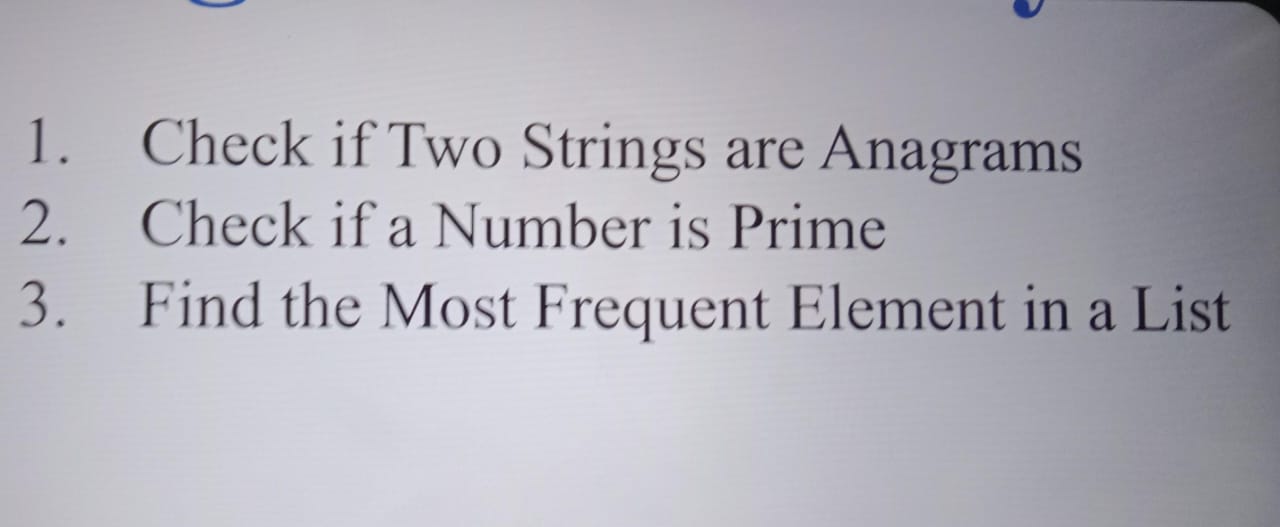 1. Check if Two Strings are Anagrams
2. Check if a Number is Prime
3. Find the Most Frequent Element in a List